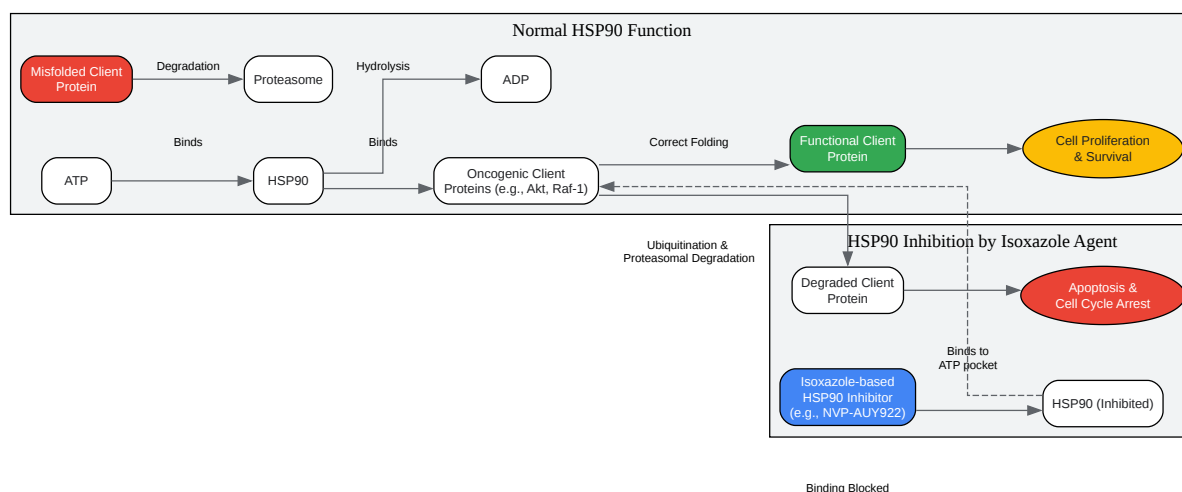 Normal HSP90 Function
Misfolded Client
Protein
Degradation
Proteasome
Hydrolysis
ADP
ATP
Binds
HSP90
Binds
Oncogenic Client
Proteins (e.g., Akt, Raf-1)
Correct Folding
Functional Client
Protein
Cell Proliferation
& Survival
Ubiquitination &
Proteasomal Degradation
HSP90 Inhibition by Isoxazole Agent
Degraded Client
Protein
Apoptosis &
Cell Cycle Arrest
Isoxazole-based
HSP90 Inhibitor
(e.g., NVP-AUY922)
Binds to
ATP pocket
HSP90 (Inhibited)
Binding Blocked